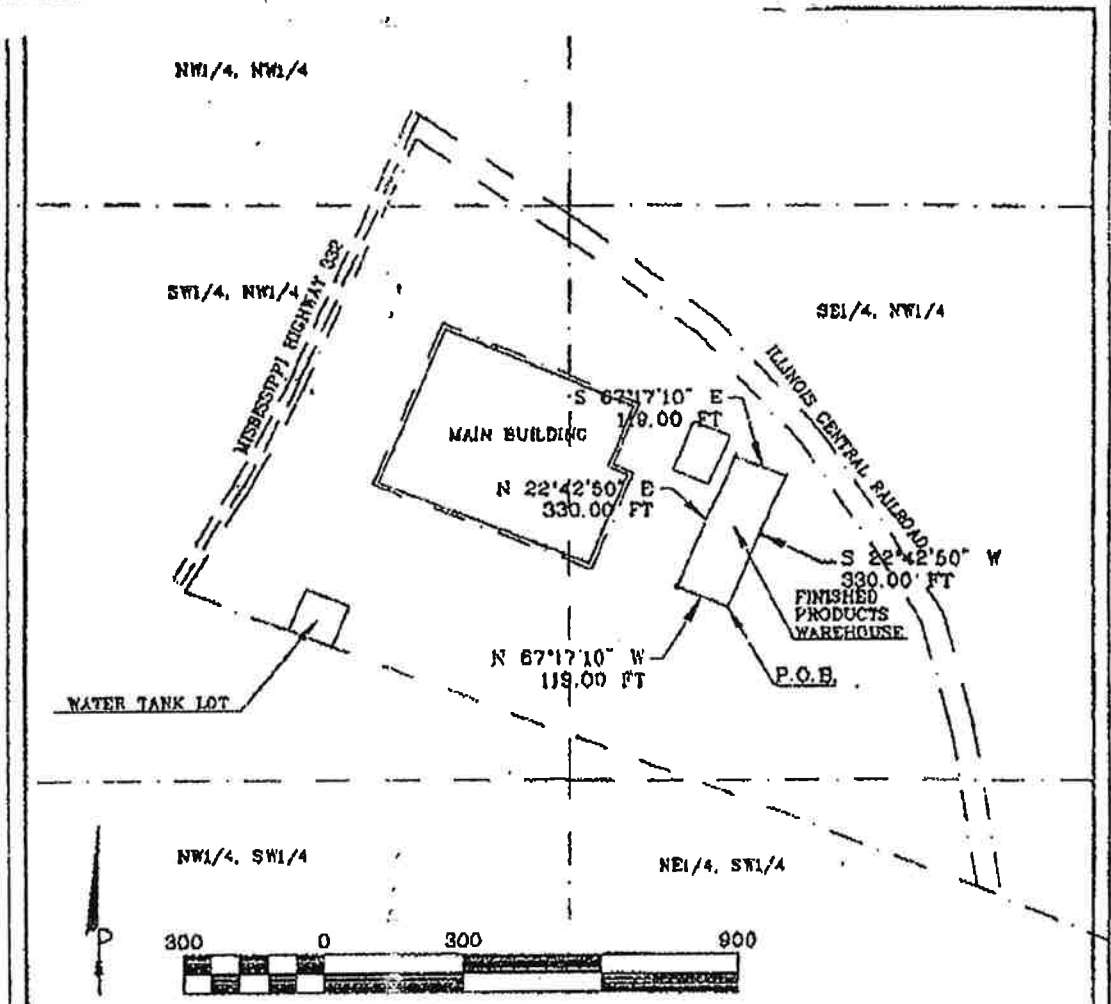 NW1/4, NW1/4
MISSISSIPPI HIGHWAY 332
SW1/4, NW1/4
SE1/4, NW1/4
ILLINOIS CENTRAL RAILROAD
MAIN BUILDING
S 67°17'10" E
119.00 FT
N 22°42'50" E
330.00 FT
S 22°42'50" W
330.00 FT
FINISHED
PRODUCTS
WAREHOUSE
N 67°17'10" W
119.00 FT
P.O.B.
WATER TANK LOT
NW1/4, SW1/4
NE1/4, SW1/4
300 0 300 900